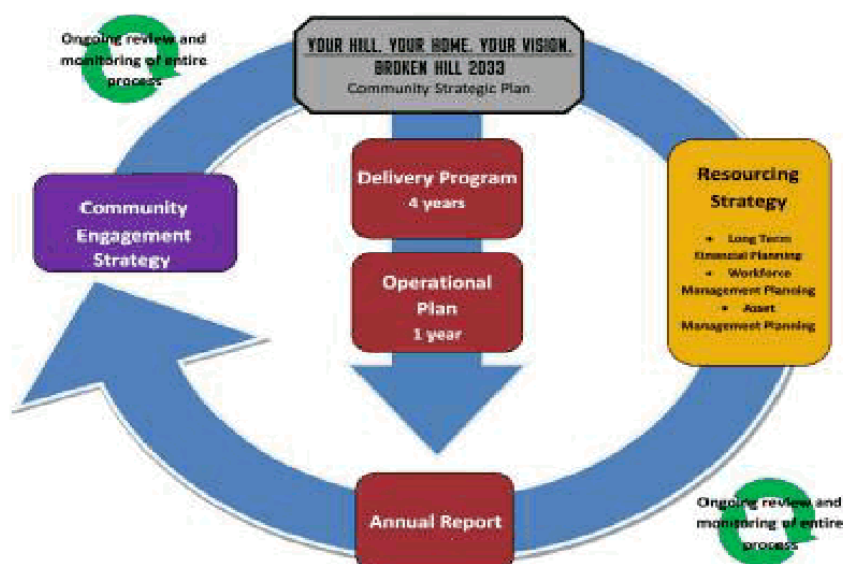 Ongoing review and
monitoring of entire
process
YOUR HILL. YOUR HOME. YOUR VISION.
BROKEN HILL 2033
Community Strategic Plan
Community
Engagement
Strategy
Delivery Program
4 years
Operational
Plan
1 year
Resourcing
Strategy
• Long Term
Financial Planning
• Workforce
Management Planning
• Asset
Management Planning
Annual Report
Ongoing review and
monitoring of entire
process